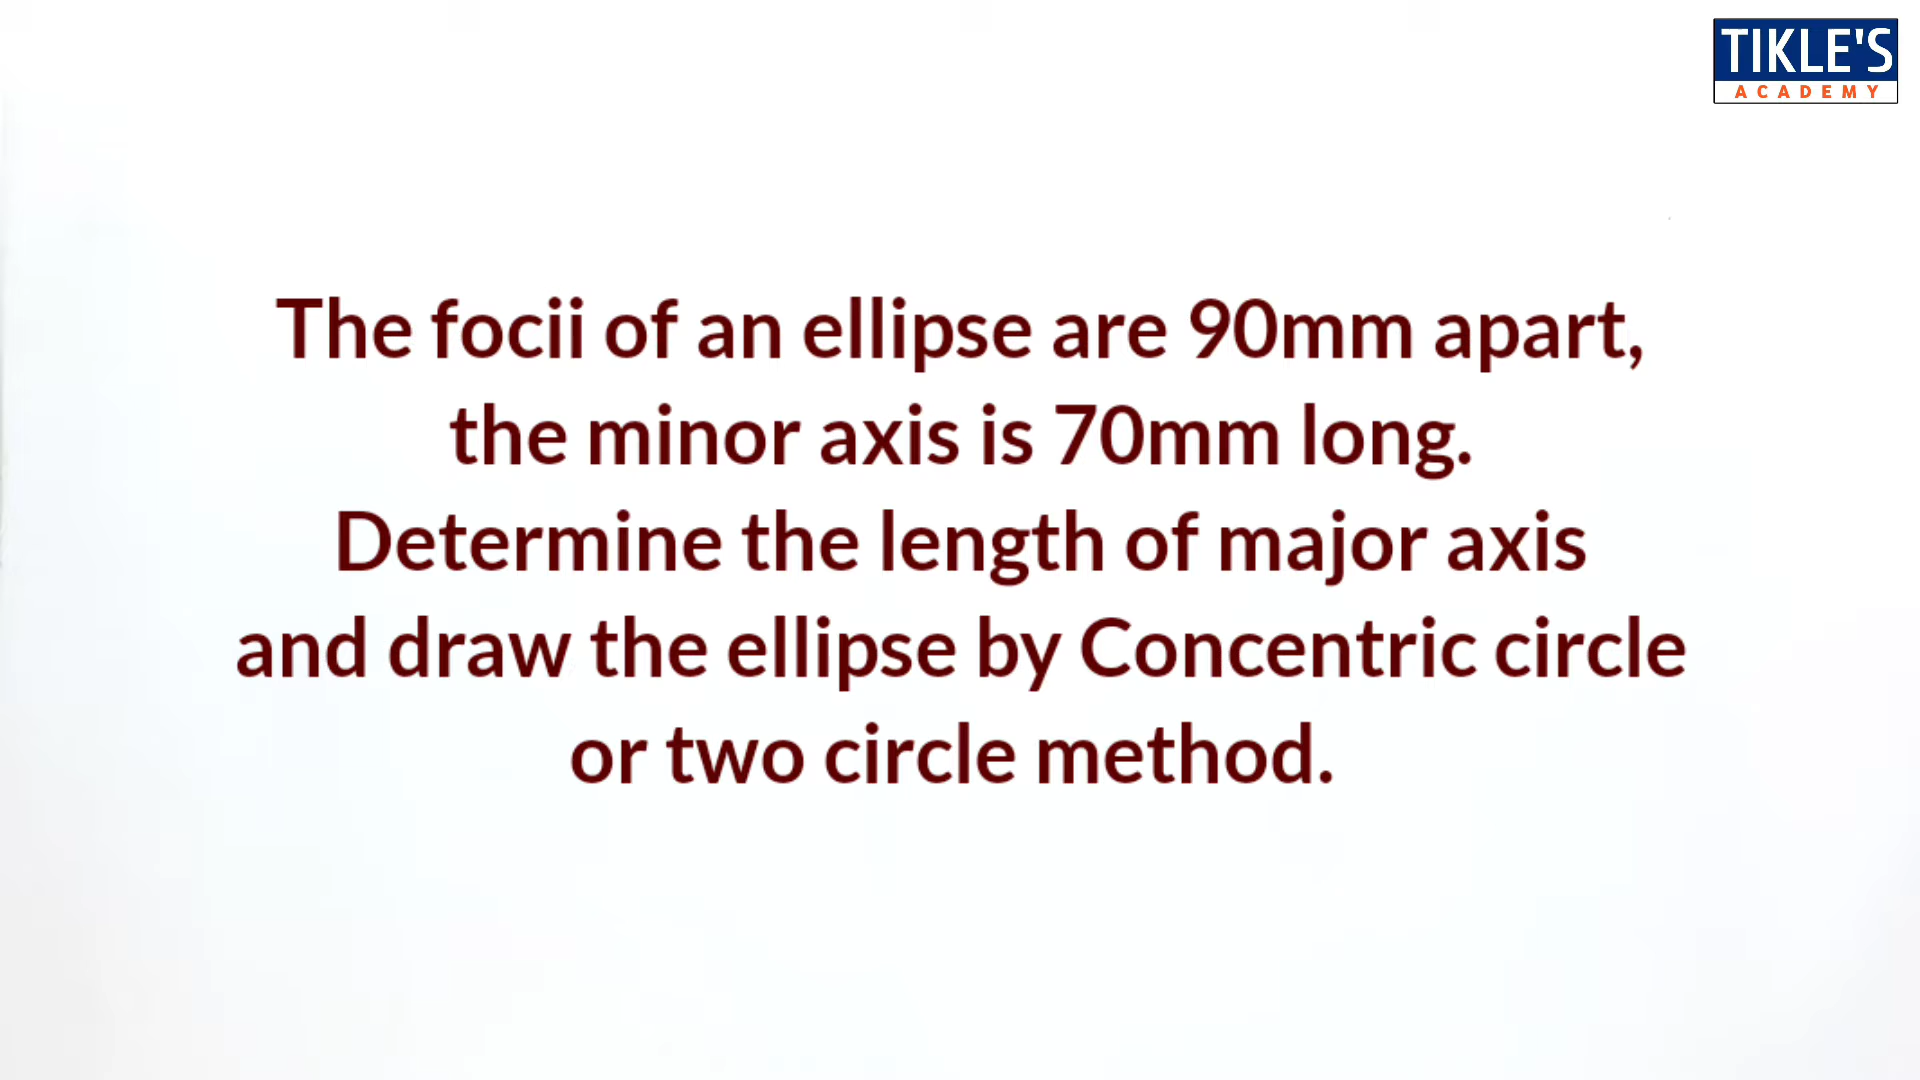 TIKLE'S
ACADEMY
The focii of an ellipse are 90mm apart,
the minor axis is 70mm long.
Determine the length of major axis
and draw the ellipse by Concentric circle
or two circle method.